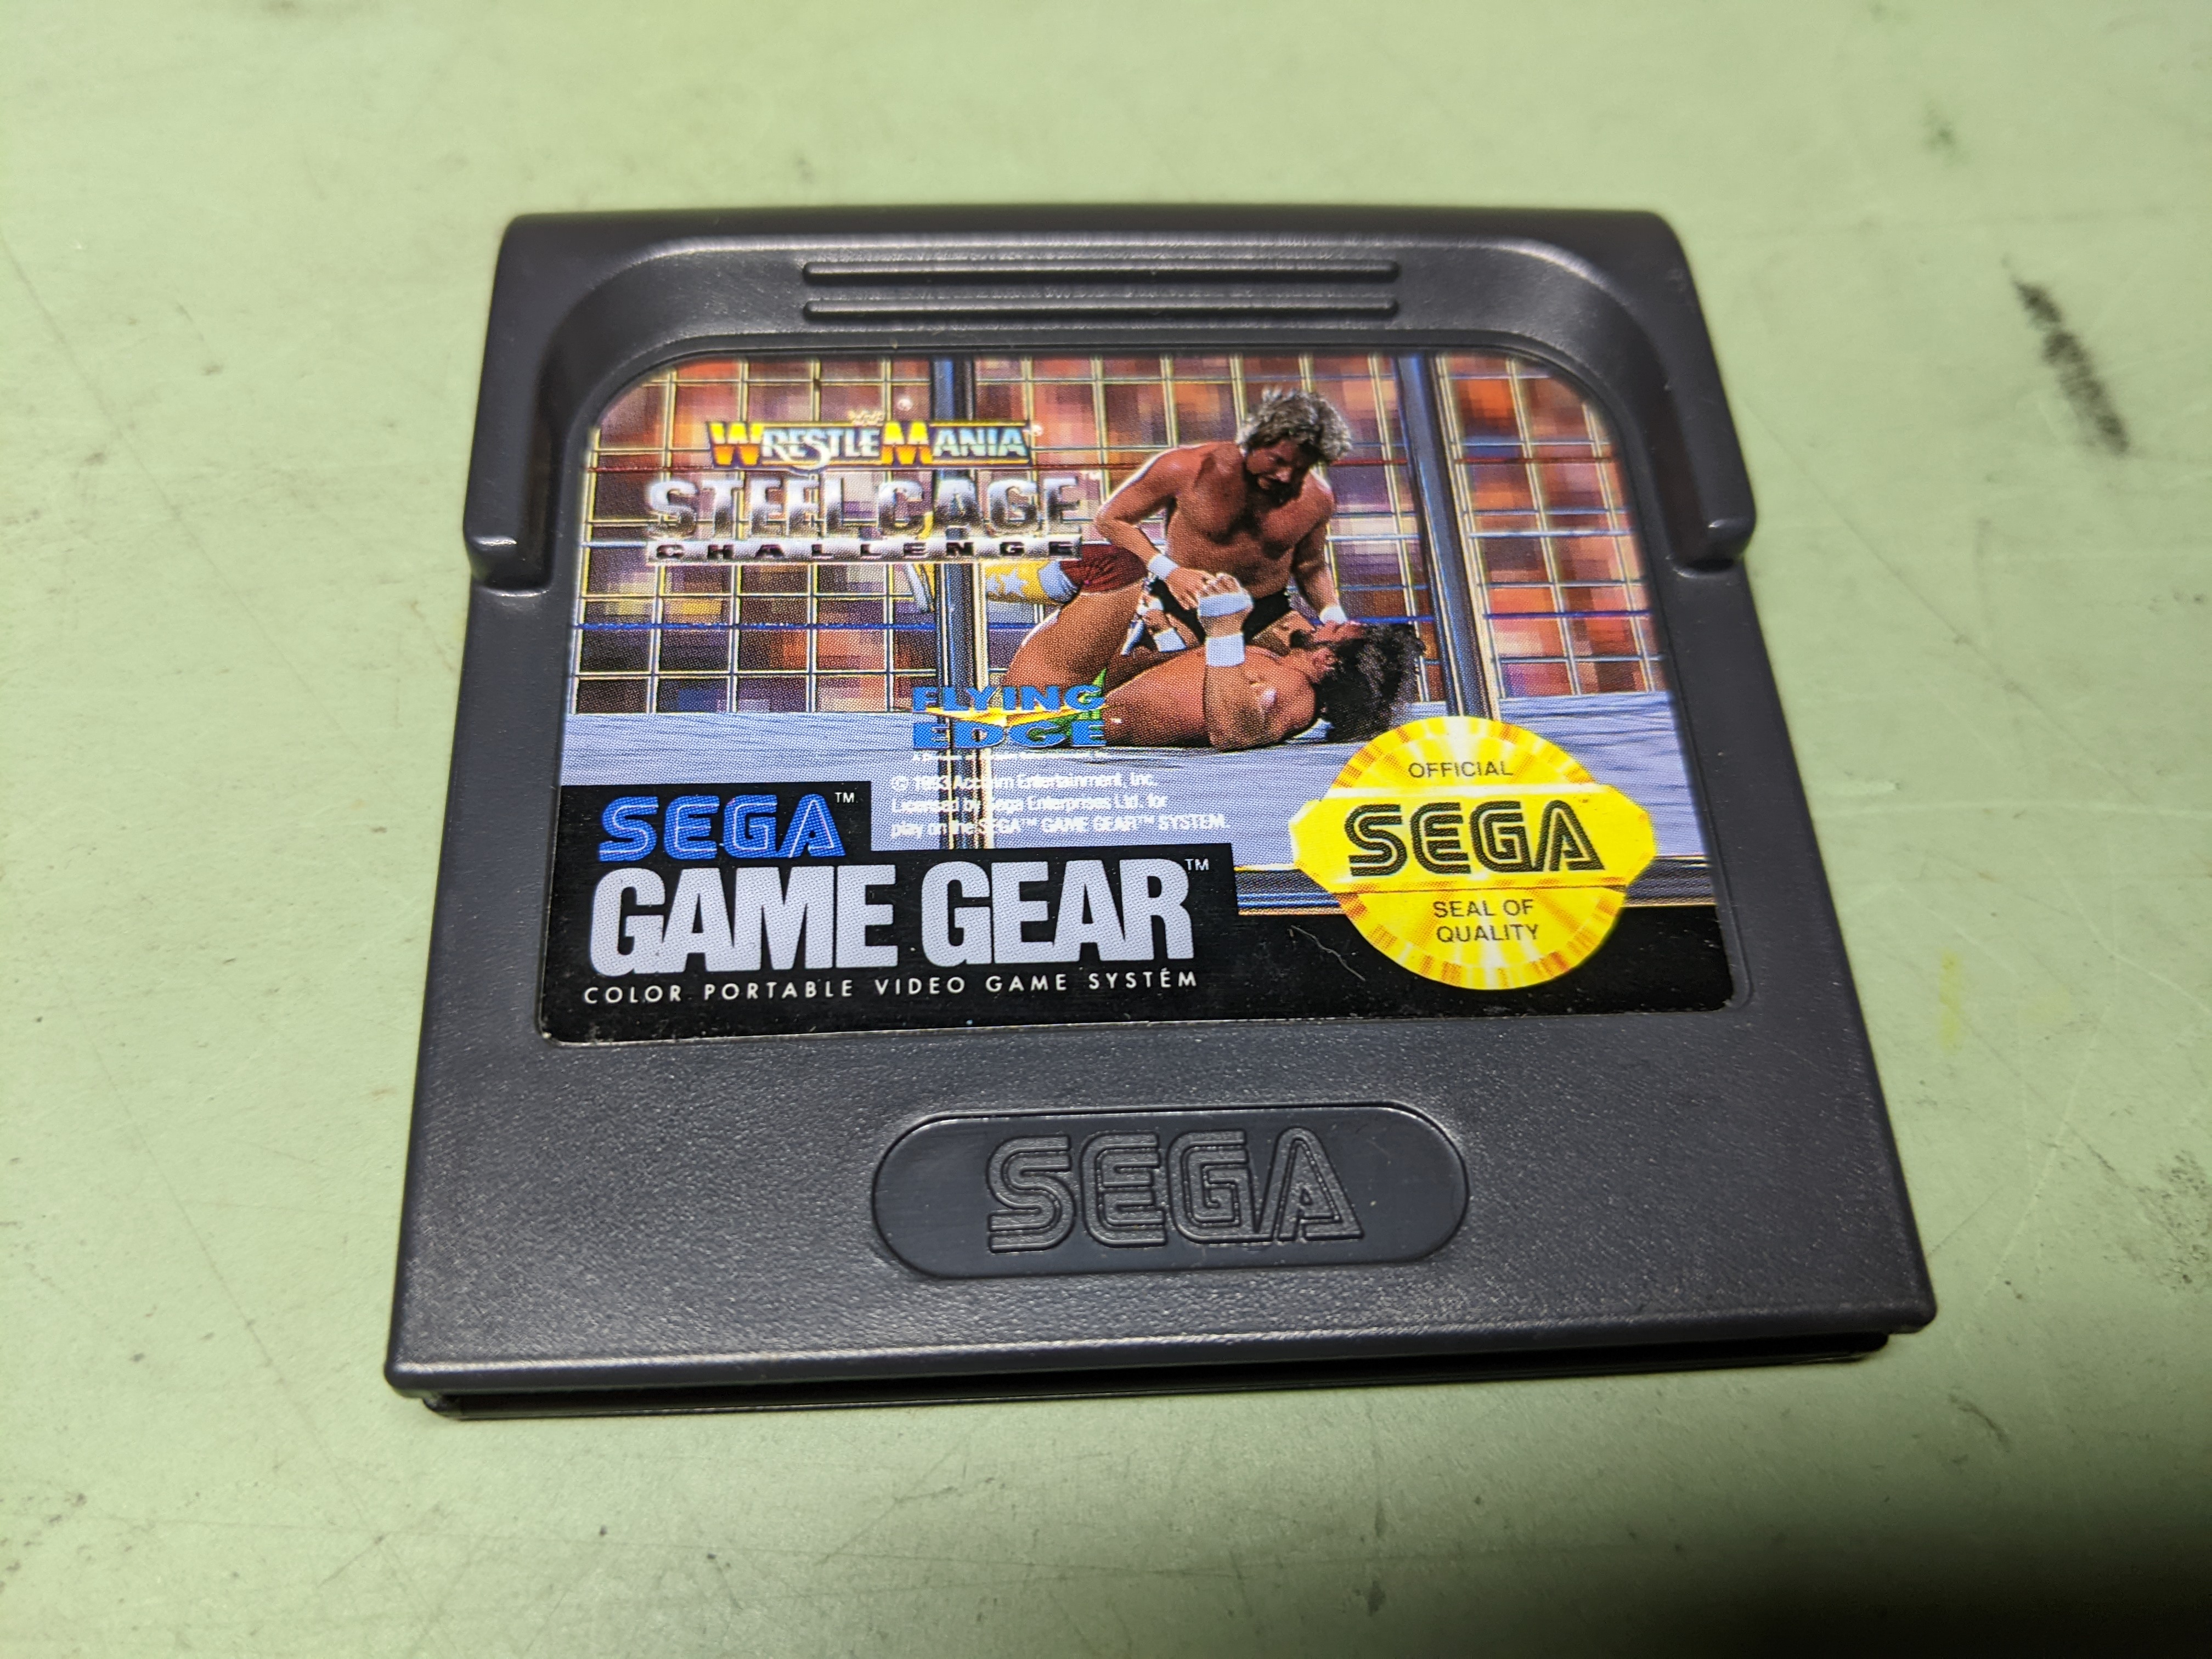 WWF
WRESTLEMANIA
STEEL CAGE
CHALLENGE
FLYING
EDGE
© 1993 Acclaim Entertainment, Inc.
Licensed by Sega Enterprises Ltd. for
play on the SEGA™ GAME GEAR™ SYSTEM.
SEGA™
GAME GEAR™
COLOR PORTABLE VIDEO GAME SYSTEM
OFFICIAL
SEGA
SEAL OF
QUALITY
SEGA